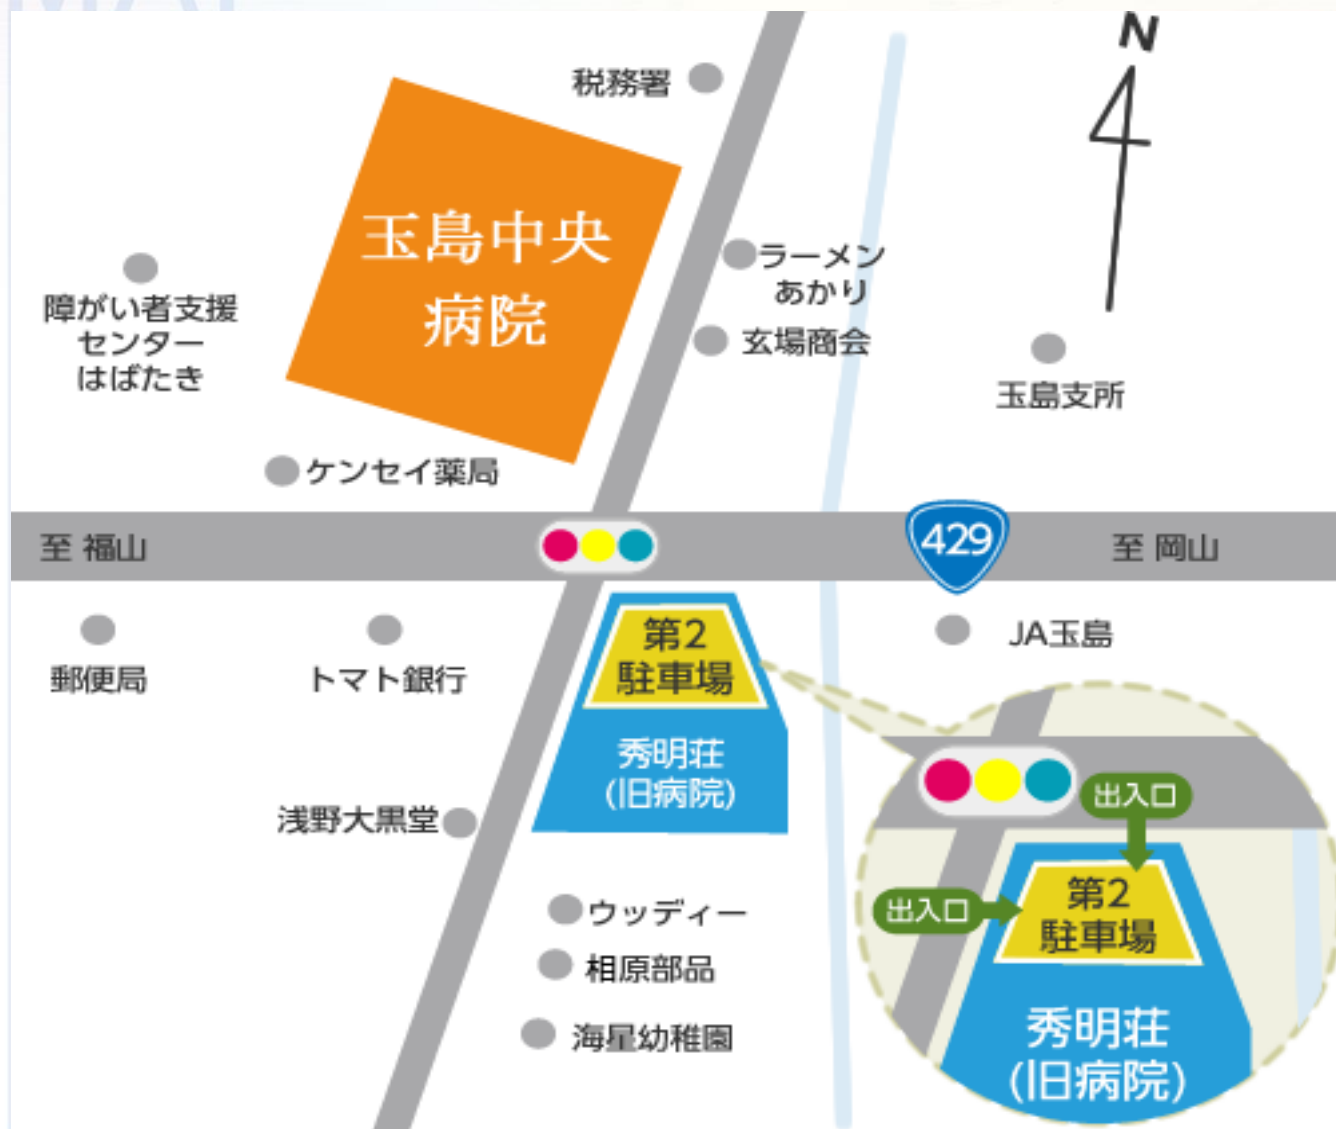 MAP
N
税務署
玉島中央
病院
ラーメン
あかり
玄場商会
障がい者支援
センター
はばたき
玉島支所
ケンセイ薬局
至 福山
429
至 岡山
郵便局
トマト銀行
第2
駐車場
JA玉島
秀明荘
(旧病院)
浅野大黒堂
出入口
出入口
第2
駐車場
秀明荘
(旧病院)
ウッディー
相原部品
海星幼稚園